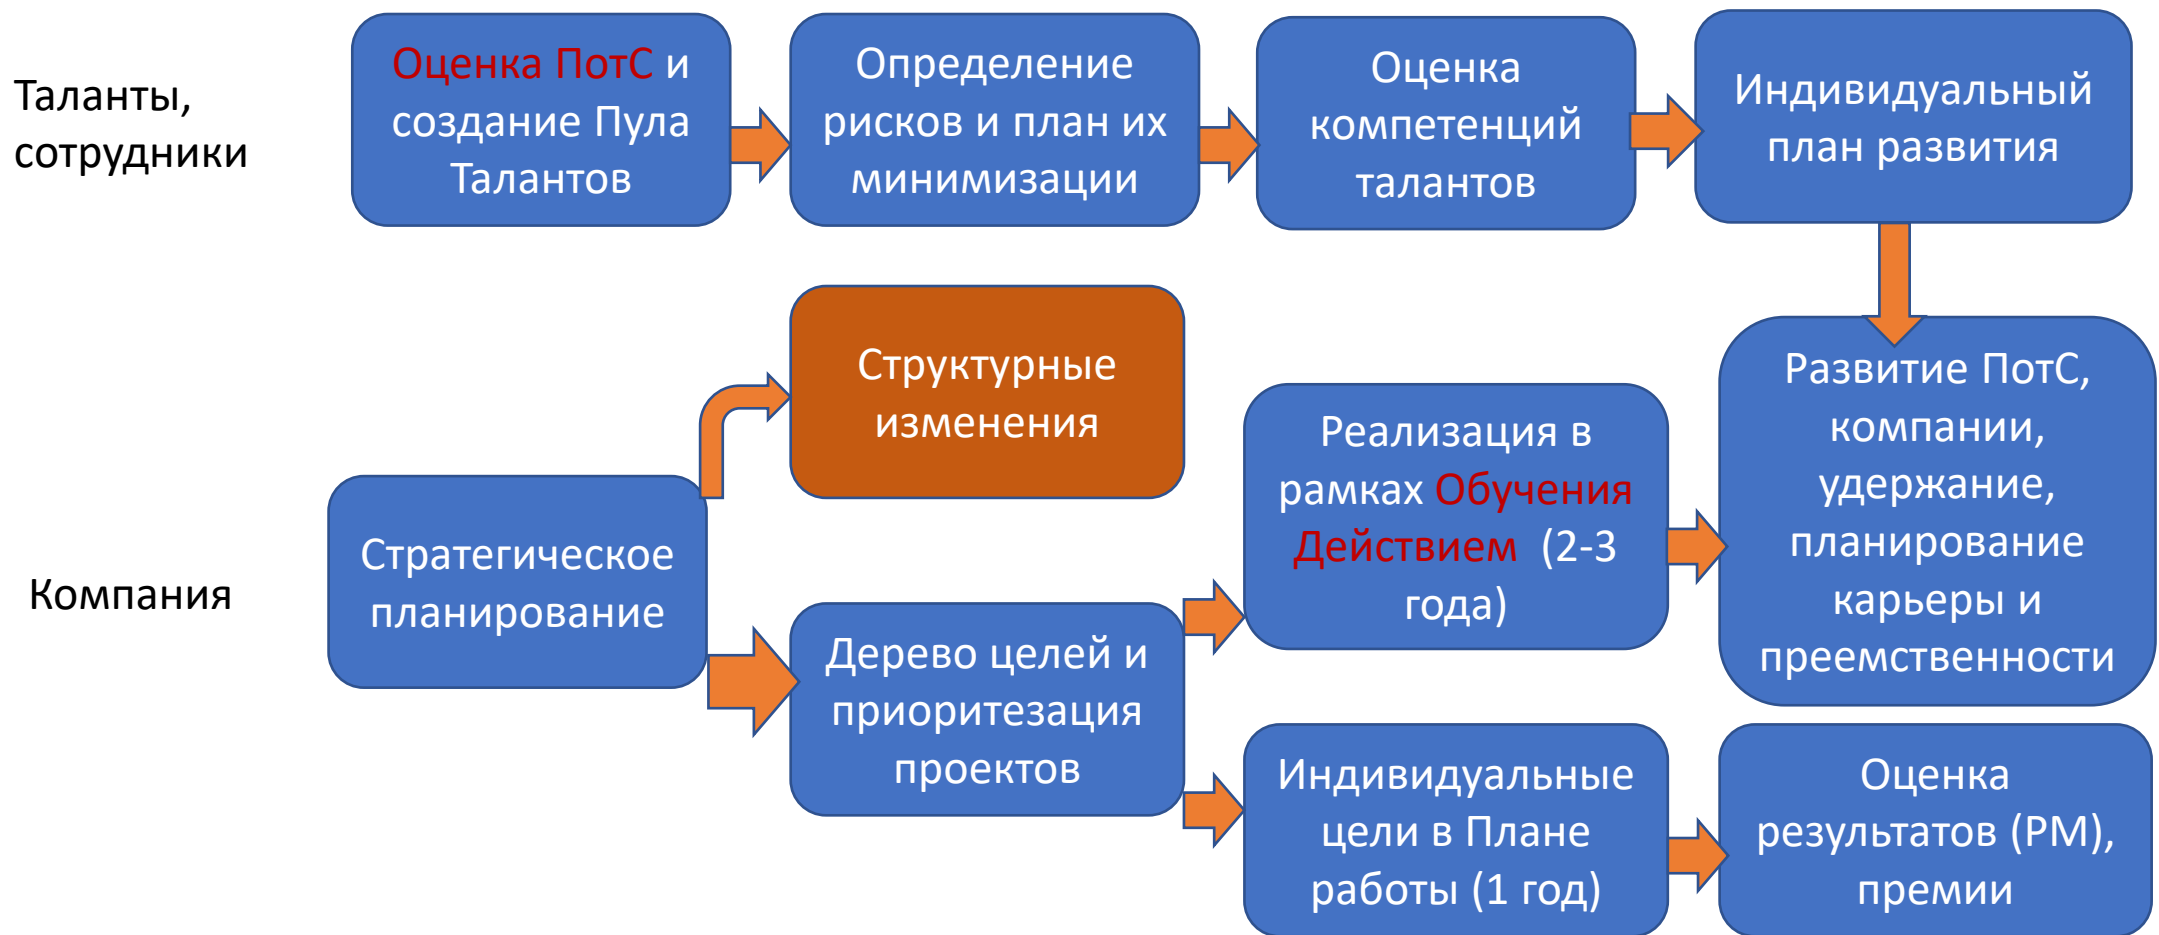 Таланты,
сотрудники
Оценка ПотС и
создание Пула
Талантов
Определение
рисков и план их
минимизации
Оценка
компетенций
талантов
Индивидуальный
план развития
Структурные
изменения
Компания
Стратегическое
планирование
Дерево целей и
приоритезация
проектов
Реализация в
рамках Обучения
Действием (2-3
года)
Развитие ПотС,
компании,
удержание,
планирование
карьеры и
преемственности
Индивидуальные
цели в Плане
работы (1 год)
Оценка
результатов (РМ),
премии